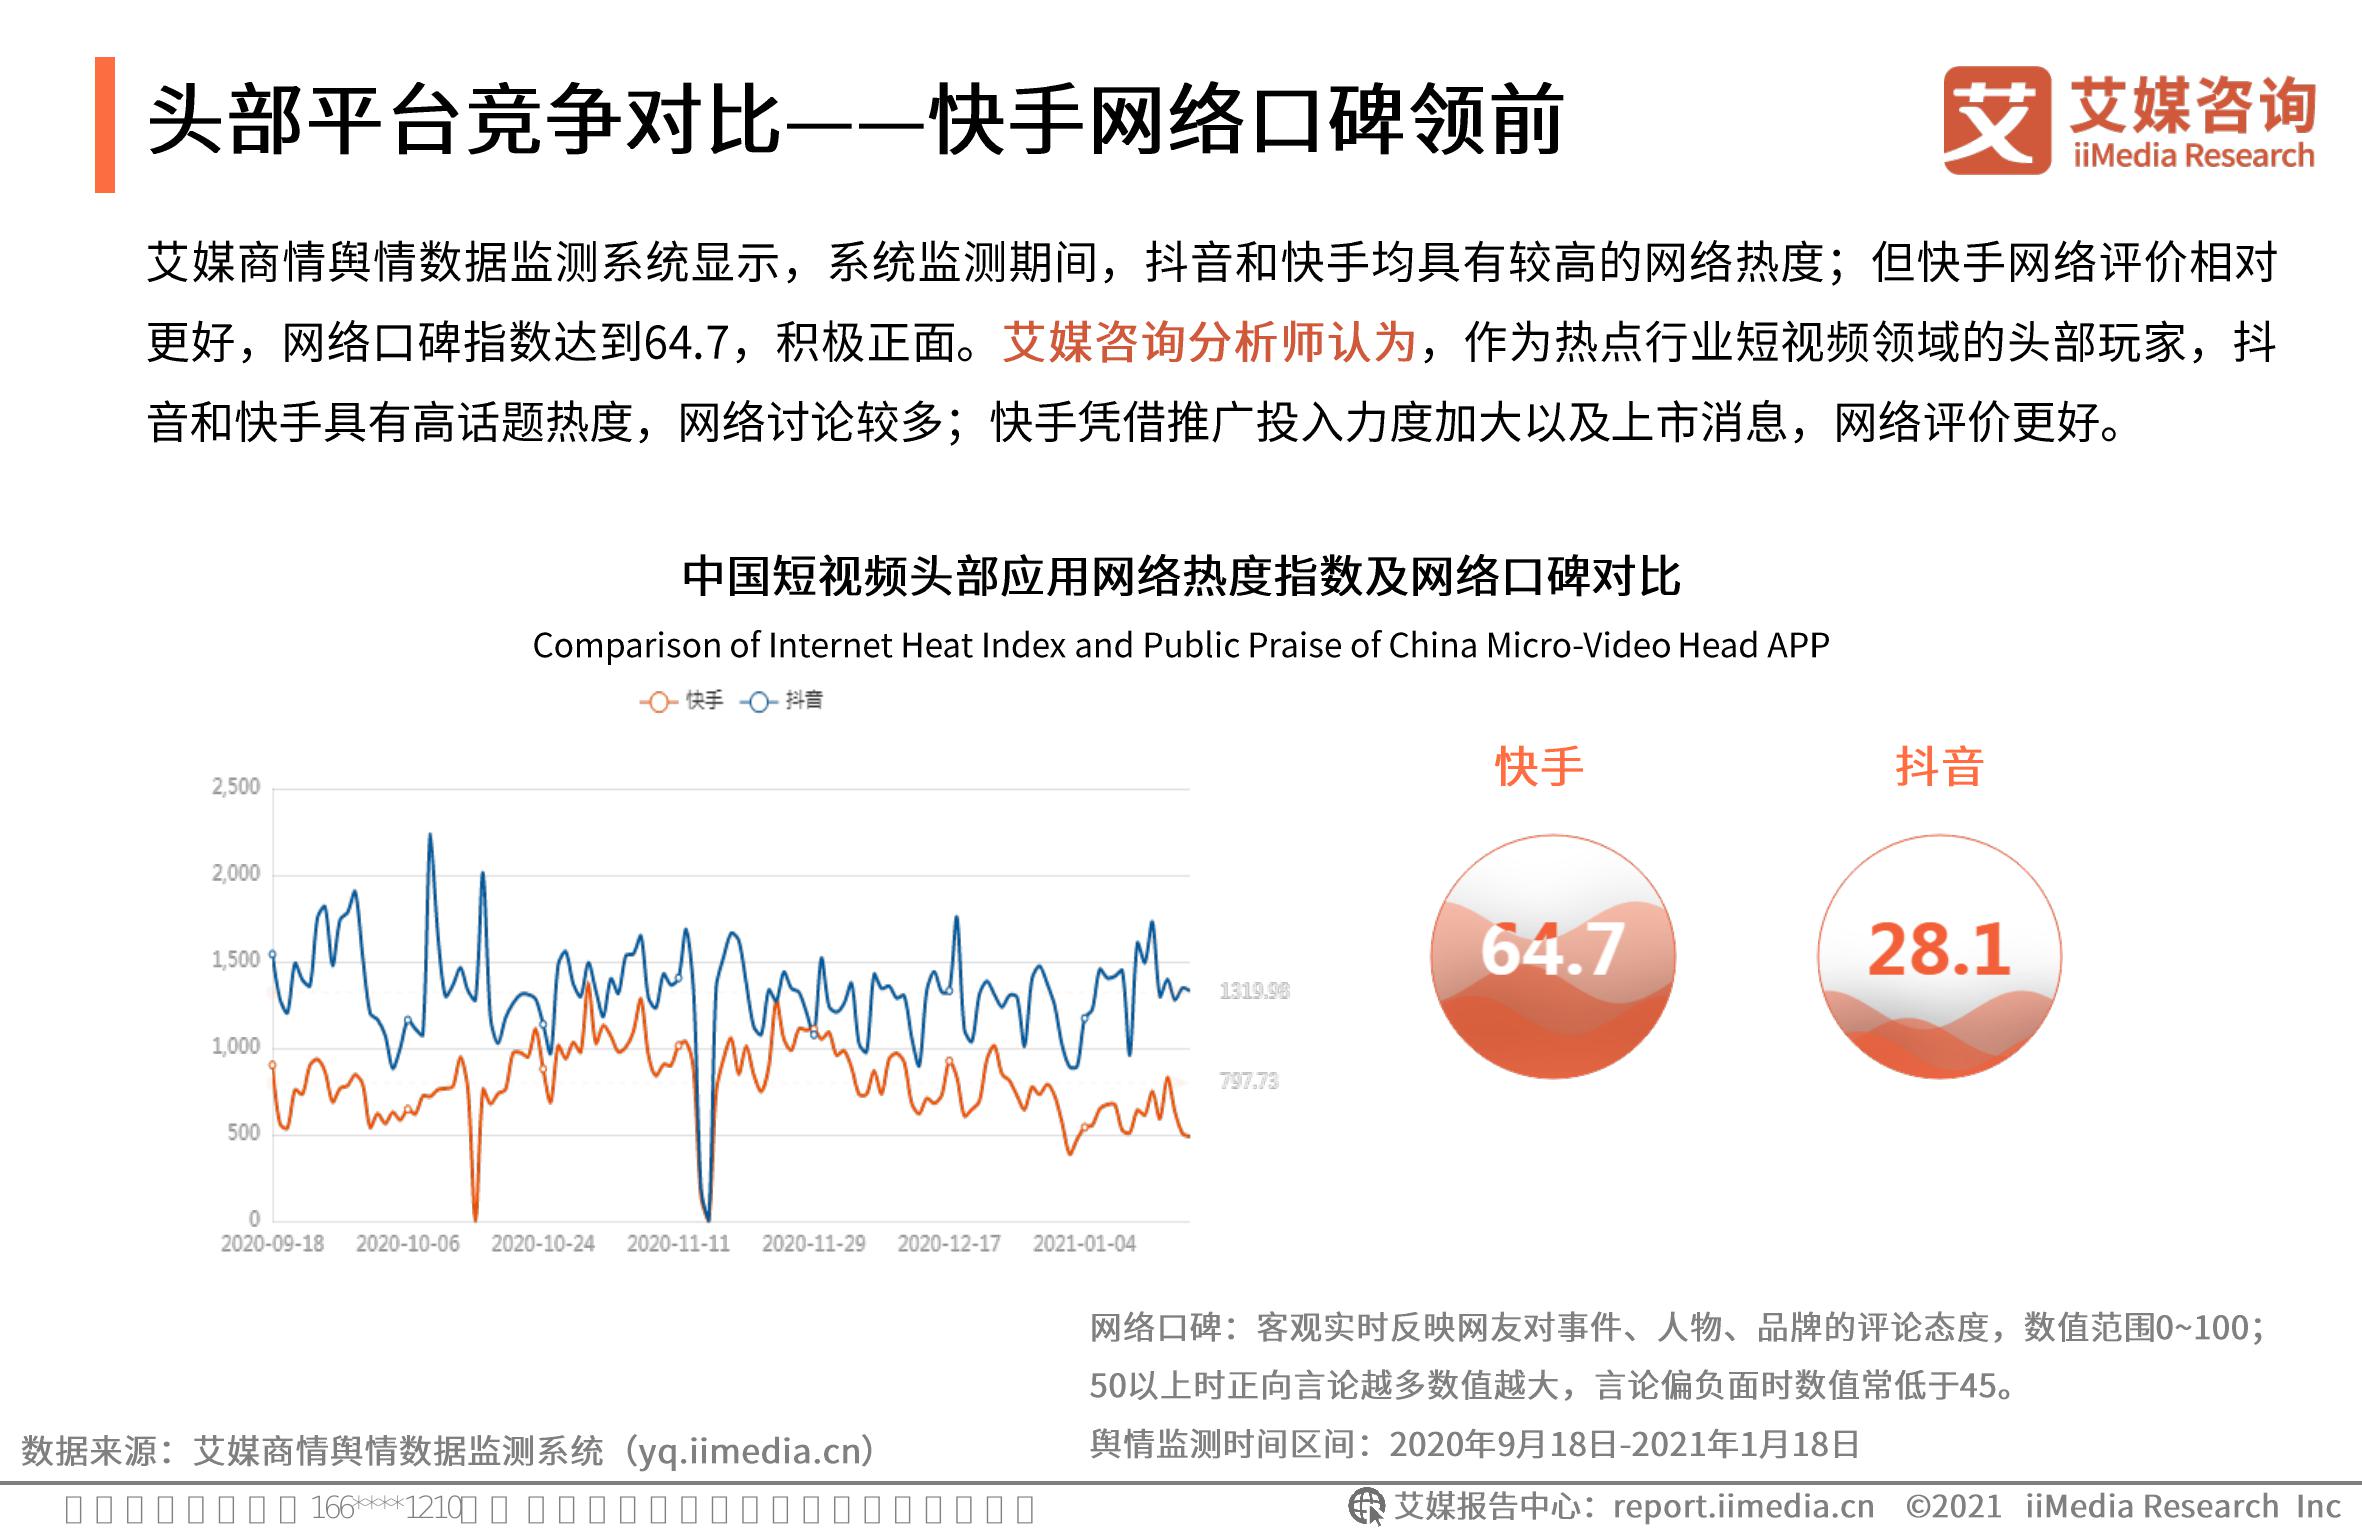 头部平台竞争对比——快手网络口碑领前
艾
艾媒咨询
iiMedia Research
艾媒商情舆情数据监测系统显示，系统监测期间，抖音和快手均具有较高的网络热度；但快手网络评价相对
更好，网络口碑指数达到64.7，积极正面。艾媒咨询分析师认为，作为热点行业短视频领域的头部玩家，抖
音和快手具有高话题热度，网络讨论较多；快手凭借推广投入力度加大以及上市消息，网络评价更好。
中国短视频头部应用网络热度指数及网络口碑对比
Comparison of Internet Heat Index and Public Praise of China Micro-Video Head APP
快手 抖音
2,500
2,000
1,500
1,000
500
0
2020-09-18 2020-10-06 2020-10-24 2020-11-11 2020-11-29 2020-12-17 2021-01-04
1319.98
797.73
快手 抖音
64.7 28.1
网络口碑：客观实时反映网友对事件、人物、品牌的评论态度，数值范围0~100；
50以上时正向言论越多数值越大，言论偏负面时数值常低于45。
舆情监测时间区间：2020年9月18日-2021年1月18日
数据来源：艾媒商情舆情数据监测系统（yq.iimedia.cn）
166****1210
艾媒报告中心：report.iimedia.cn ©2021 iiMedia Research Inc